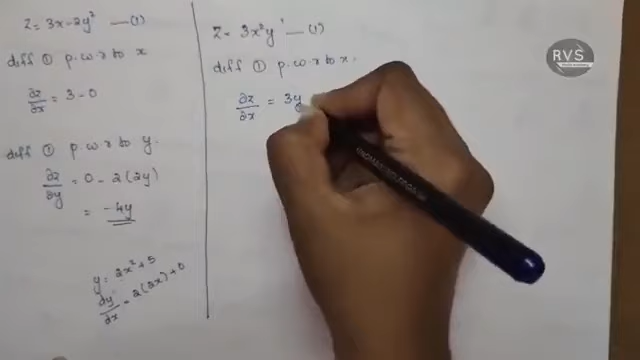 Z = 3x - 2y² — (1)
diff ① p.w.r to x
∂z/∂x = 3 - 0
diff ① p.w.r to y.
∂z/∂y = 0 - 2(2y)
= -4y
y = 2x² + 5
dy/dx = 2(2x) + 0
Z = 3x²y — (1)
diff ① p.w.r to x.
∂z/∂x = 3y
RVS